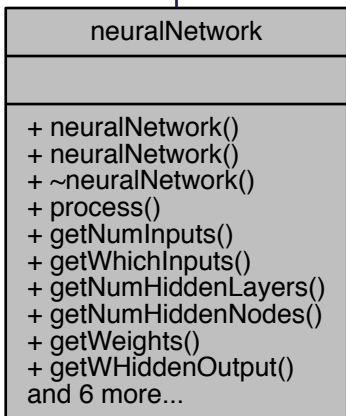 neuralNetwork
+ neuralNetwork()
+ neuralNetwork()
+ ~neuralNetwork()
+ process()
+ getNumInputs()
+ getWhichInputs()
+ getNumHiddenLayers()
+ getNumHiddenNodes()
+ getWeights()
+ getWHiddenOutput()
and 6 more...